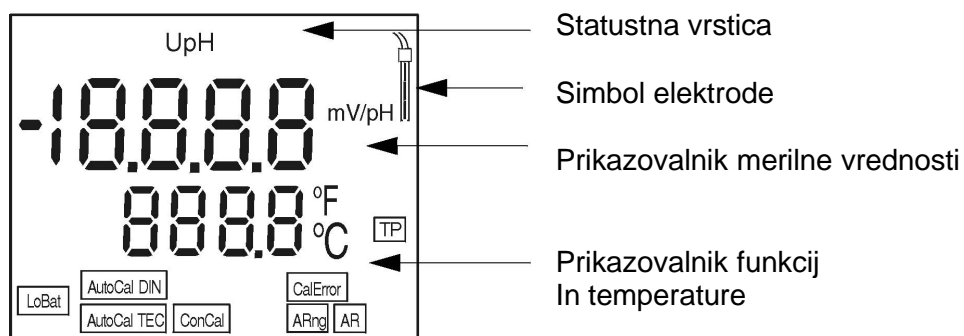 UpH
-18.8.8.8
mV/pH
888.8
°F
°C
TP
LoBat
AutoCal DIN
AutoCal TEC
ConCal
CalError
ARng
AR
Statustna vrstica
Simbol elektrode
Prikazovalnik merilne vrednosti
Prikazovalnik funkcij
In temperature